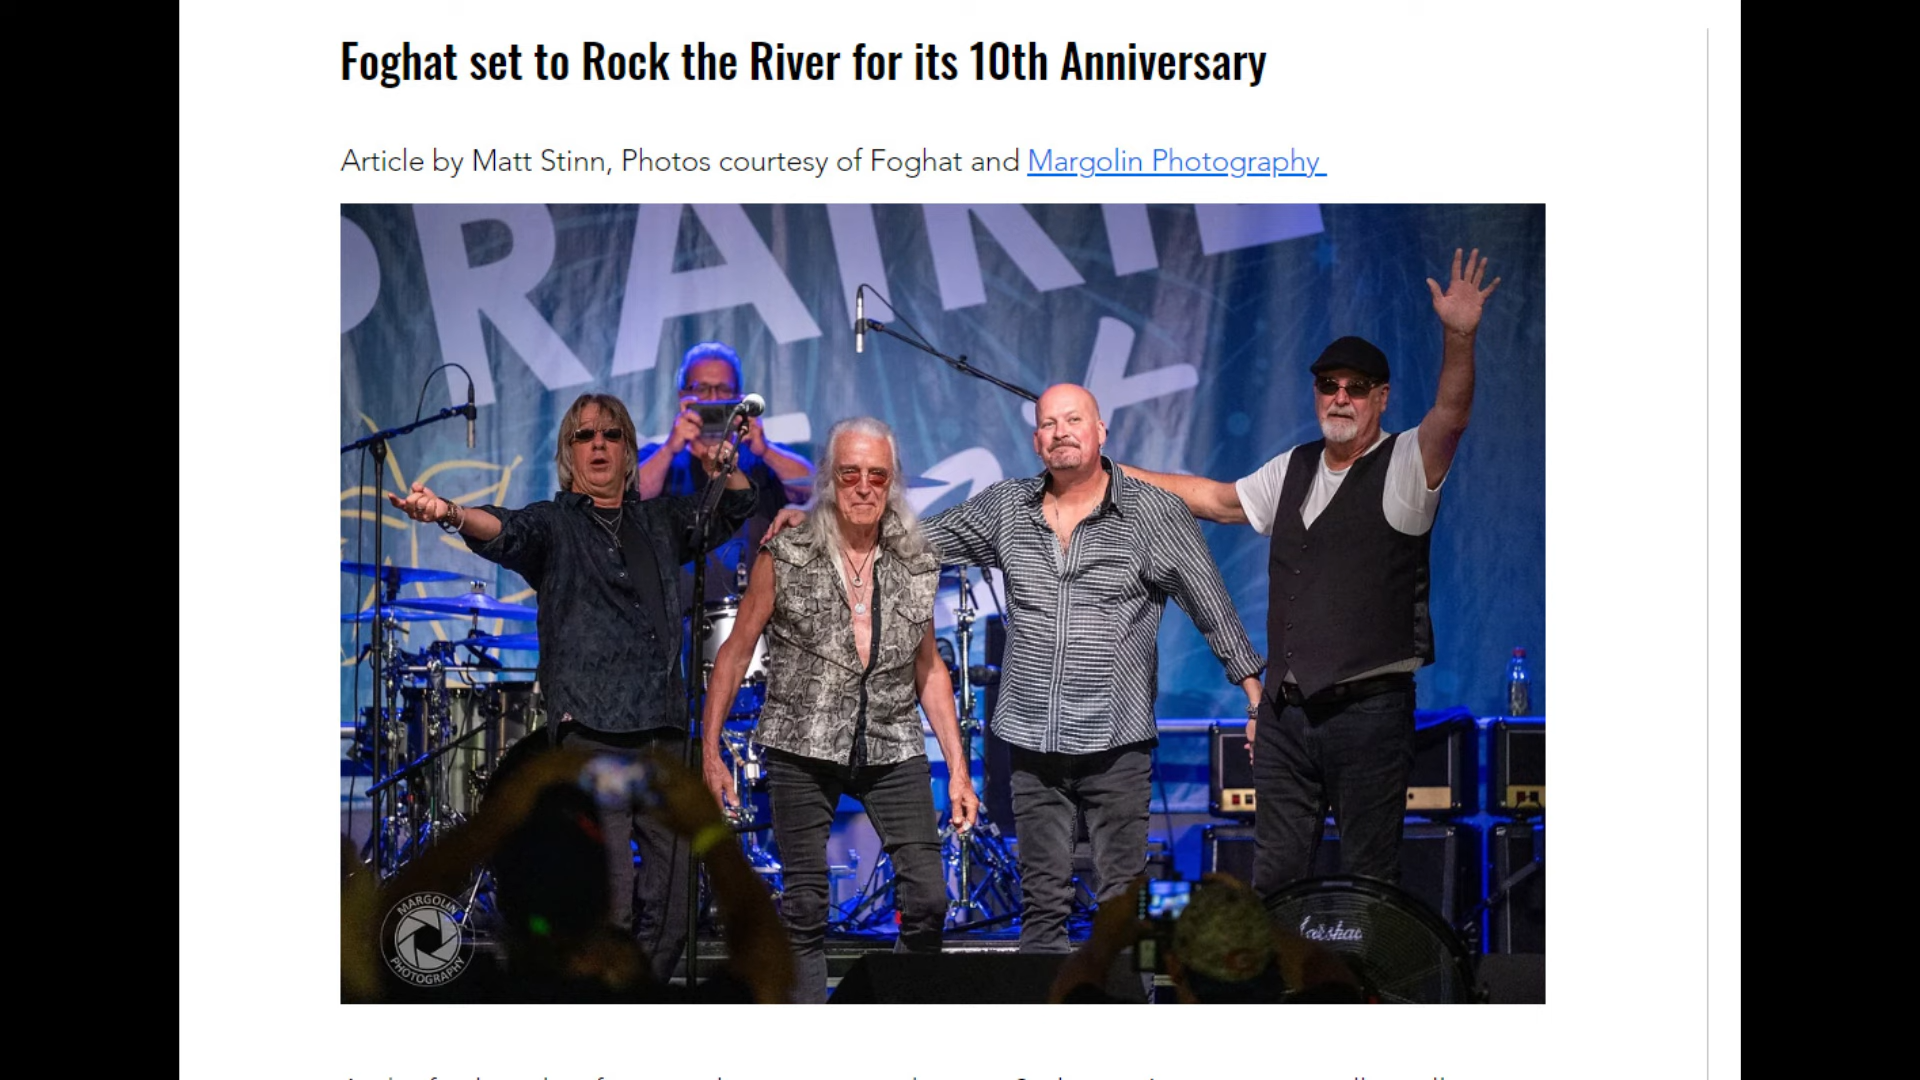 Foghat set to Rock the River for its 10th Anniversary
Article by Matt Stinn, Photos courtesy of Foghat and Margolin Photography
PRAIRIE
MARGOLIN
PHOTOGRAPHY